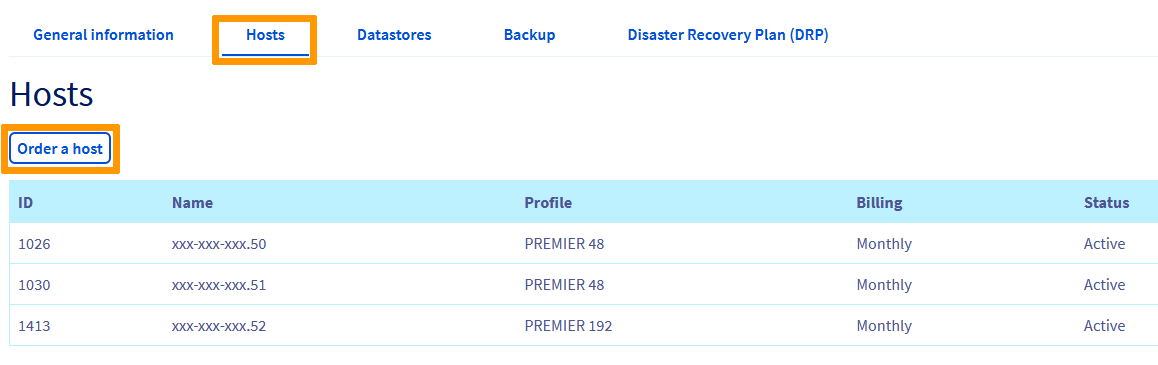 General information Hosts Datastores Backup Disaster Recovery Plan (DRP)
Hosts
Order a host
ID Name Profile Billing Status
1026 xxx-xxx-xxx.50 PREMIER 48 Monthly Active
1030 xxx-xxx-xxx.51 PREMIER 48 Monthly Active
1413 xxx-xxx-xxx.52 PREMIER 192 Monthly Active